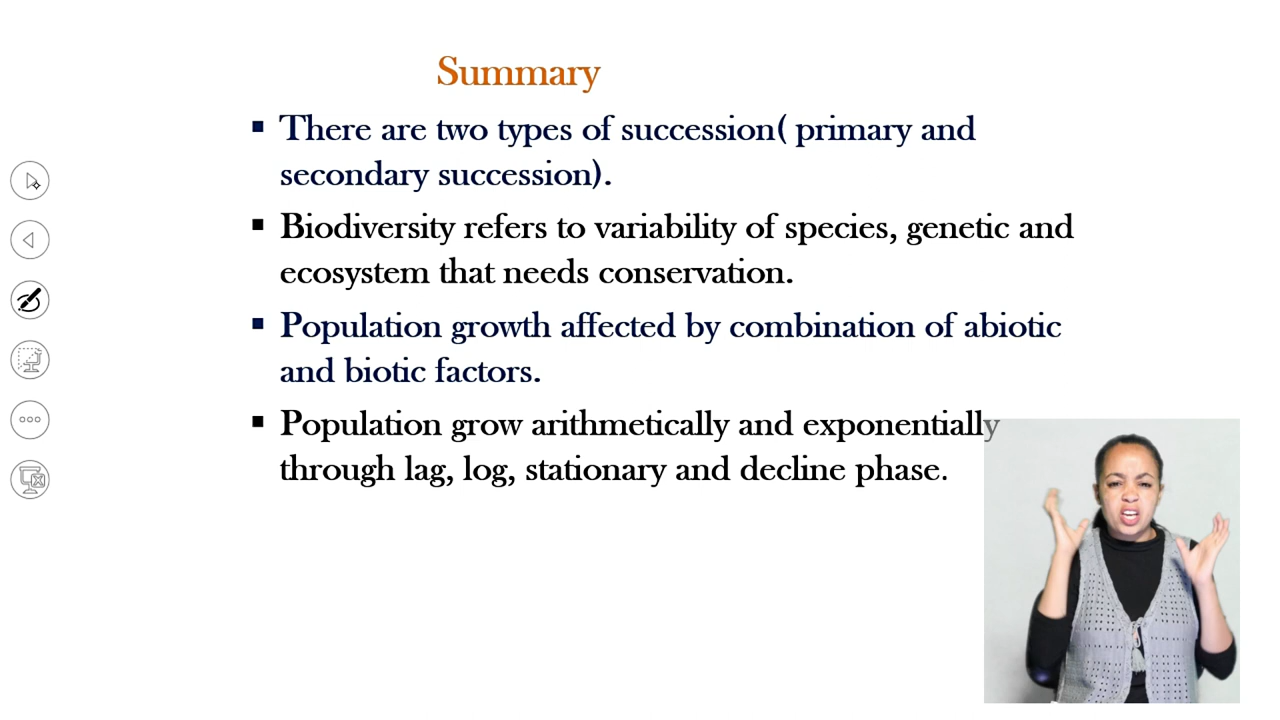 Summary
▪ There are two types of succession( primary and
secondary succession).
▪ Biodiversity refers to variability of species, genetic and
ecosystem that needs conservation.
▪ Population growth affected by combination of abiotic
and biotic factors.
▪ Population grow arithmetically and exponentially
through lag, log, stationary and decline phase.